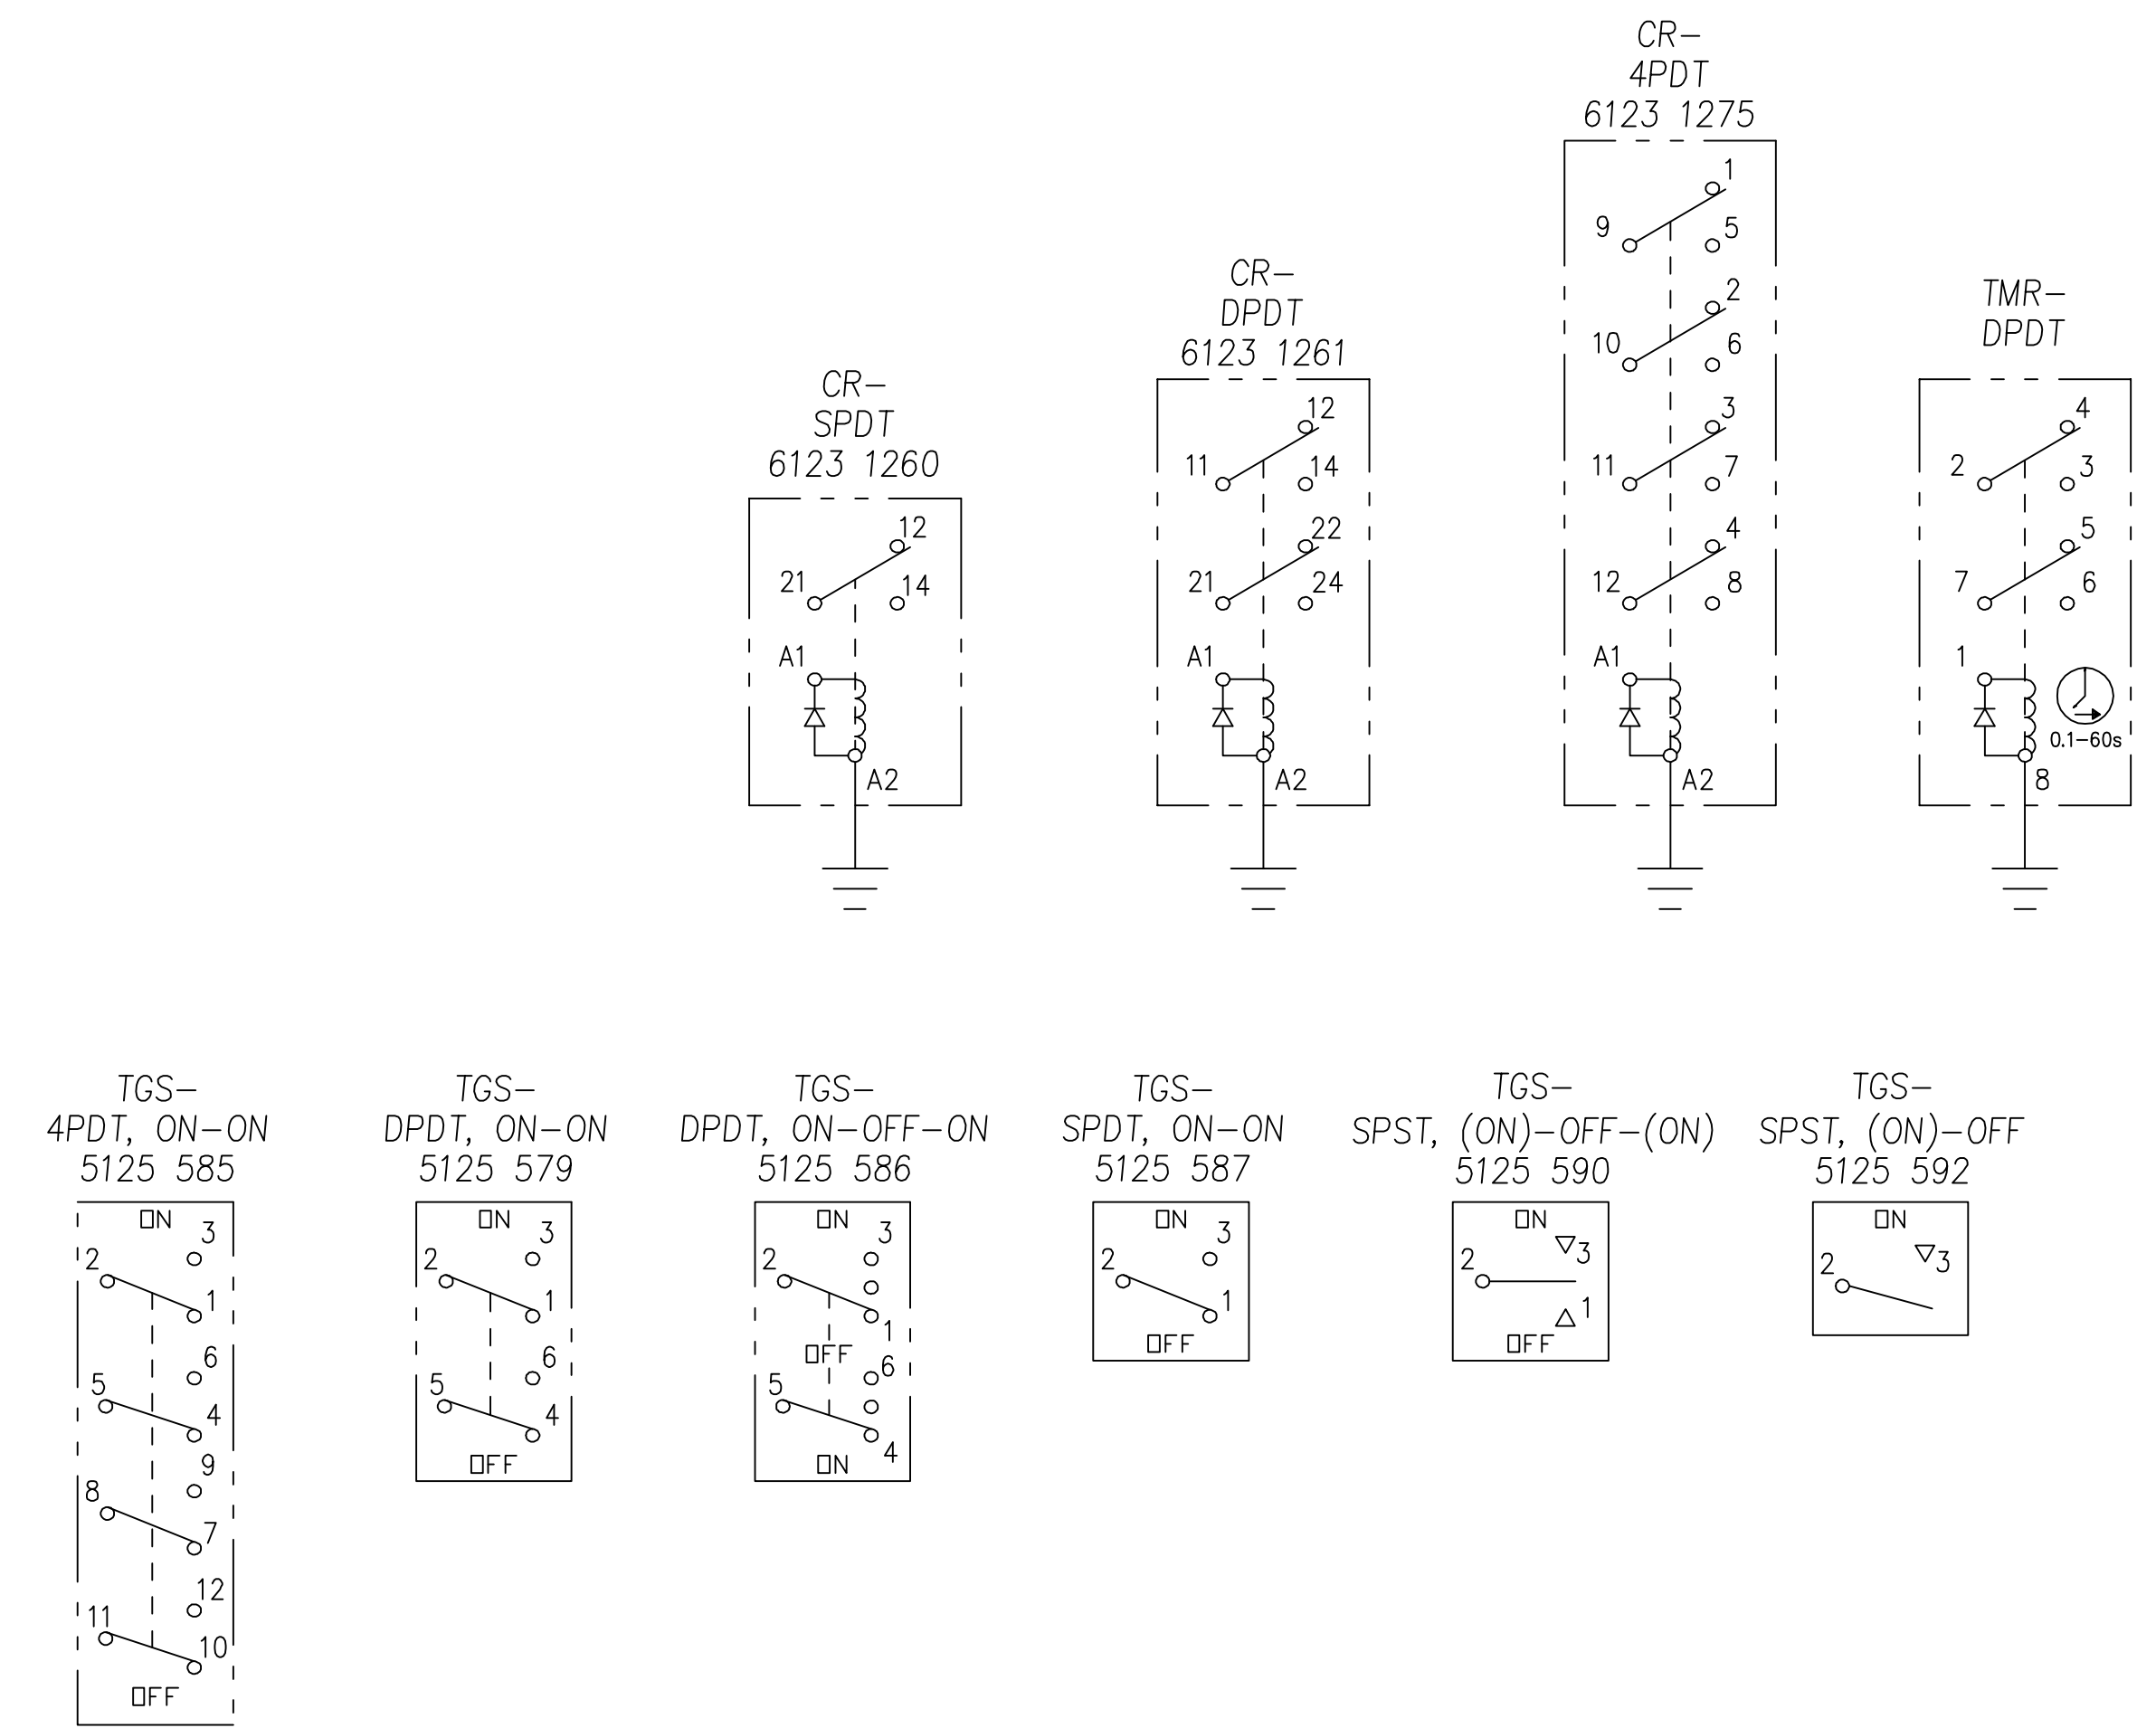 CR-
4PDT
6123 1275
1
9
5
2
10
6
3
11
7
4
12
8
A1
A2
CR-
DPDT
6123 1261
12
11
14
22
21
24
A1
A2
TMR-
DPDT
4
2
3
5
7
6
1
0.1-60s
8
CR-
SPDT
6123 1260
12
21
14
A1
A2
TGS-
4PDT, ON-ON
5125 585
ON
3
2
1
6
5
4
9
8
7
12
11
10
OFF
TGS-
DPDT, ON-ON
5125 579
ON
3
2
1
6
5
4
OFF
TGS-
DPDT, ON-OFF-ON
5125 586
ON
3
2
1
OFF
6
5
4
ON
TGS-
SPDT, ON-ON
5125 587
ON
3
2
1
OFF
TGS-
SPST, (ON)-OFF-(ON)
5125 590
ON
3
2
1
OFF
TGS-
SPST, (ON)-OFF
5125 592
ON
3
2